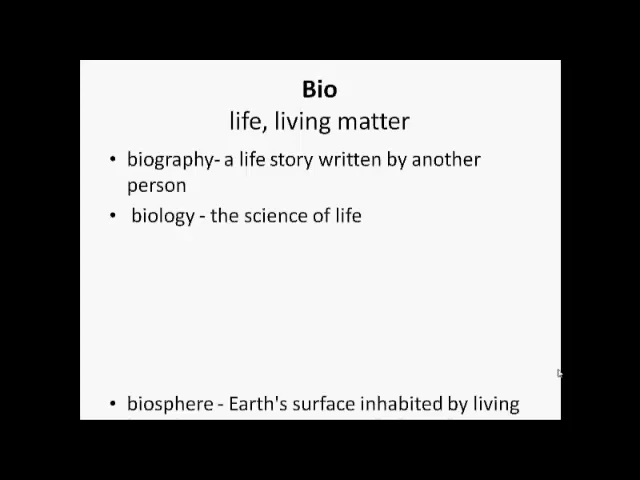 Bio
life, living matter
• biography- a life story written by another
person
• biology - the science of life
• biosphere - Earth's surface inhabited by living